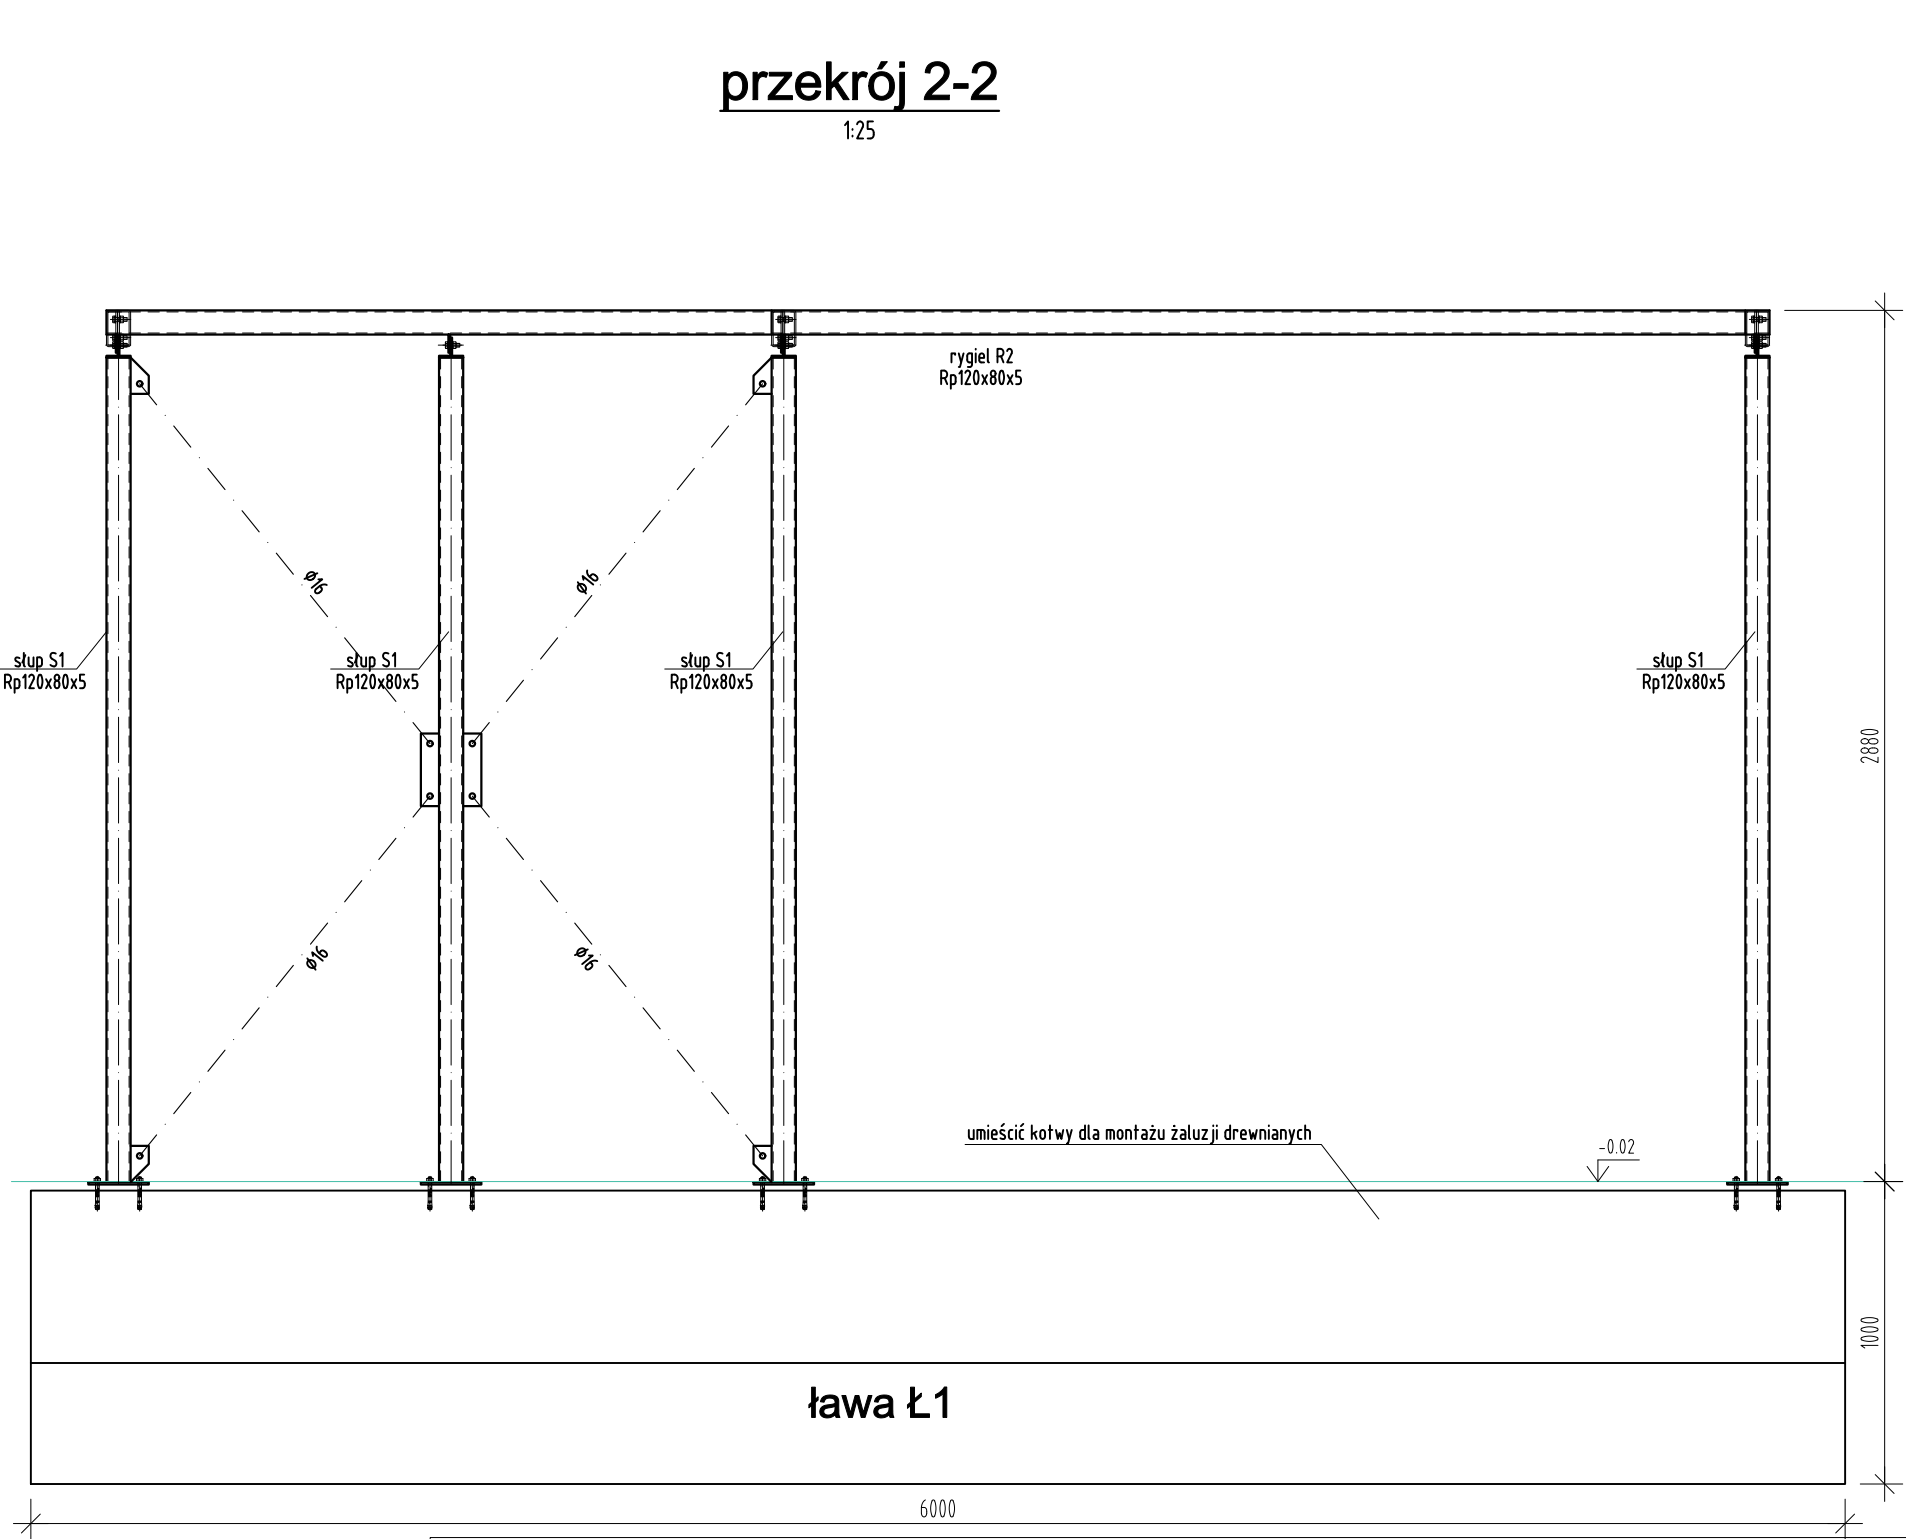 przekrój 2-2
1:25
rygiel R2
Rp120x80x5
ø16
ø16
słup S1
Rp120x80x5
słup S1
Rp120x80x5
słup S1
Rp120x80x5
słup S1
Rp120x80x5
2880
ø16
ø16
umieścić kotwy dla montażu żaluzji drewnianych
-0.02
1000
ława Ł1
6000